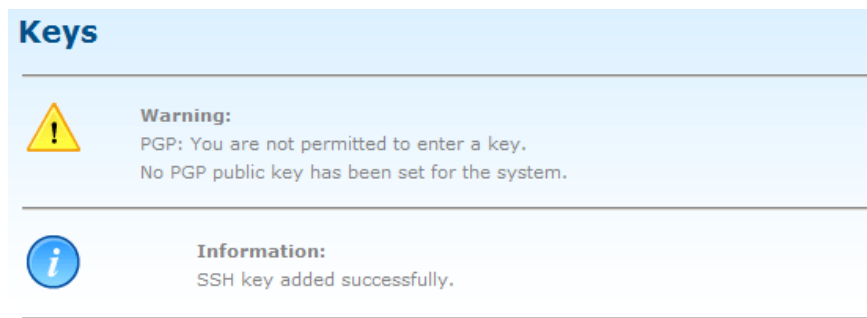 Keys
Warning:
PGP: You are not permitted to enter a key.
No PGP public key has been set for the system.
Information:
SSH key added successfully.